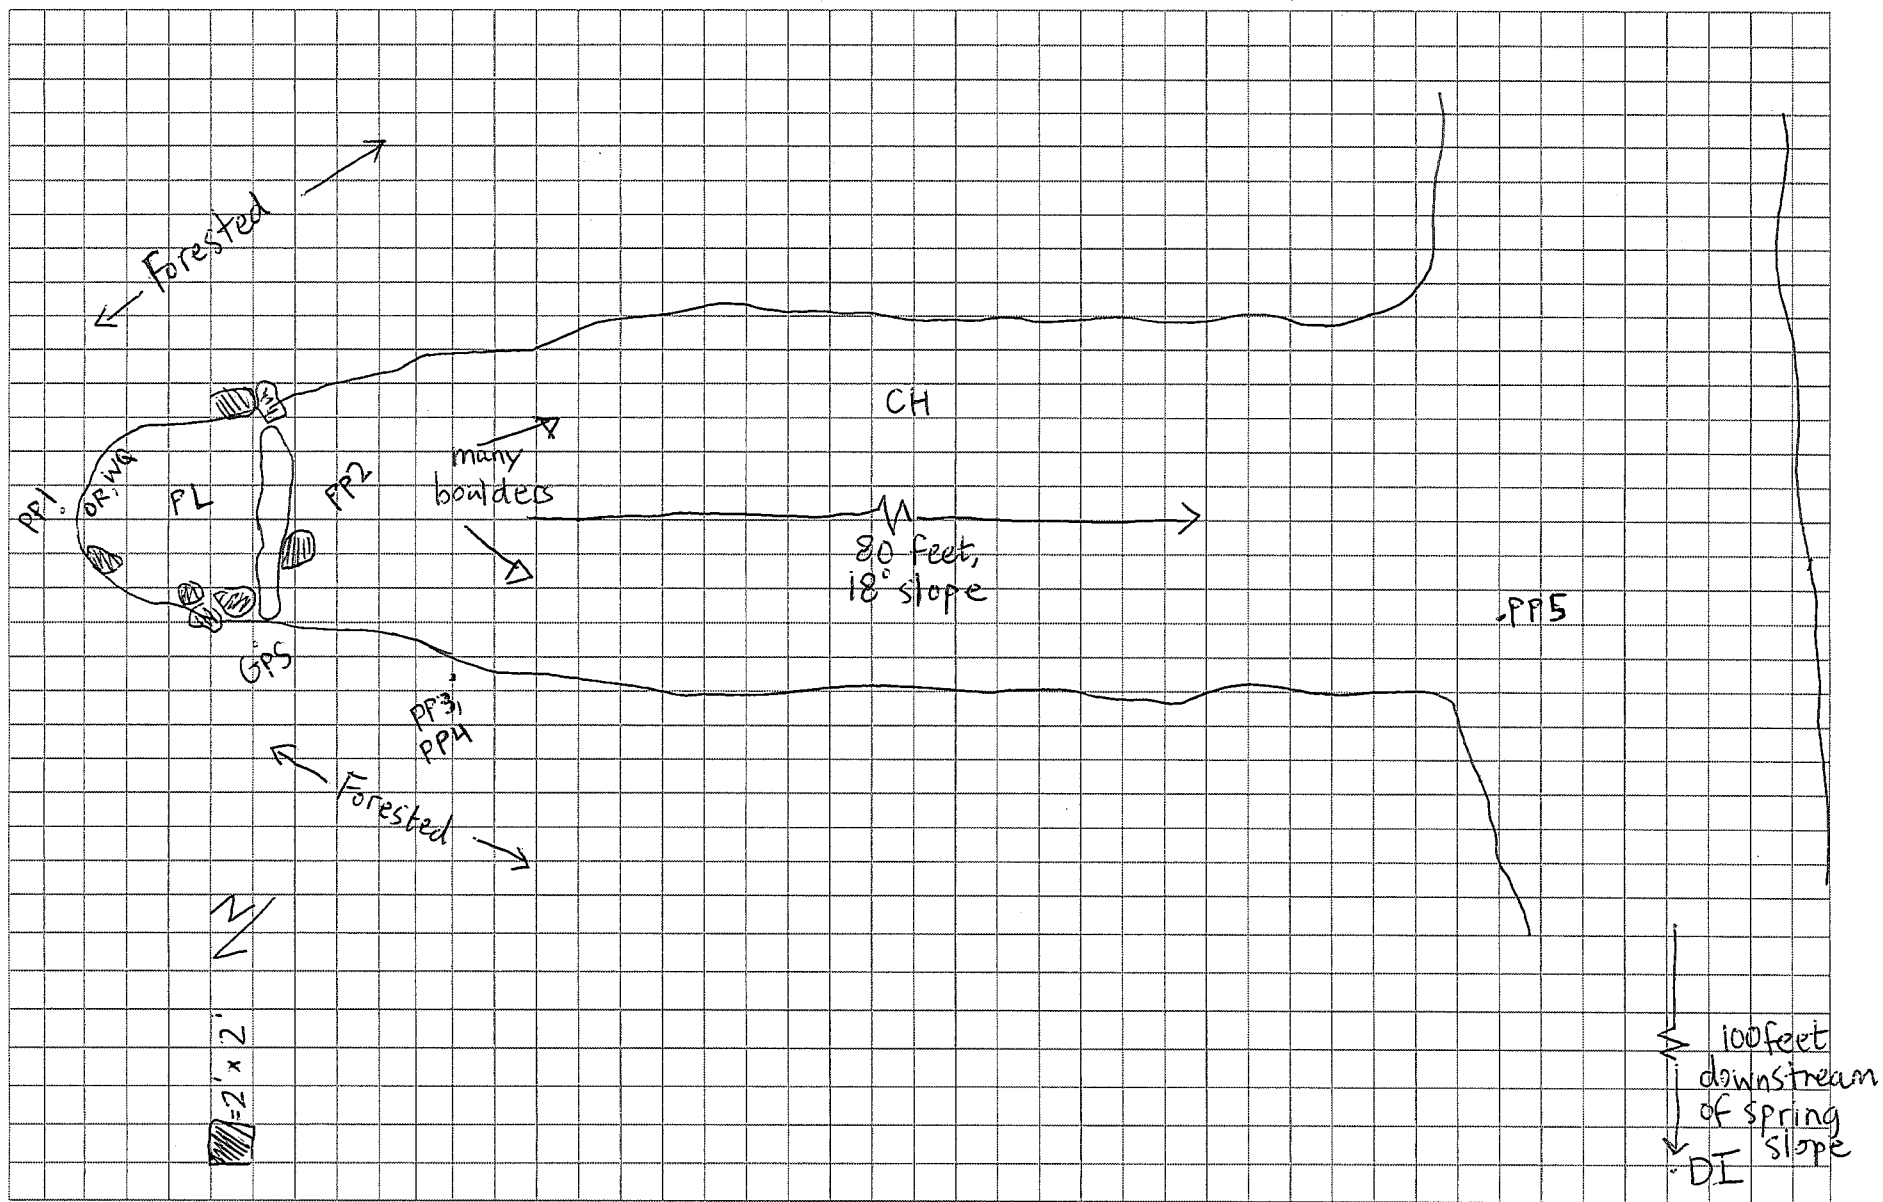 Forested
CH
many
boulders
PP1
OR, WQ
PL
PP2
80 feet,
18° slope
PP5
GPS
PP3,
PP4
Forested
N
=2' x 2'
100 feet
downstream
of spring
slope
DI